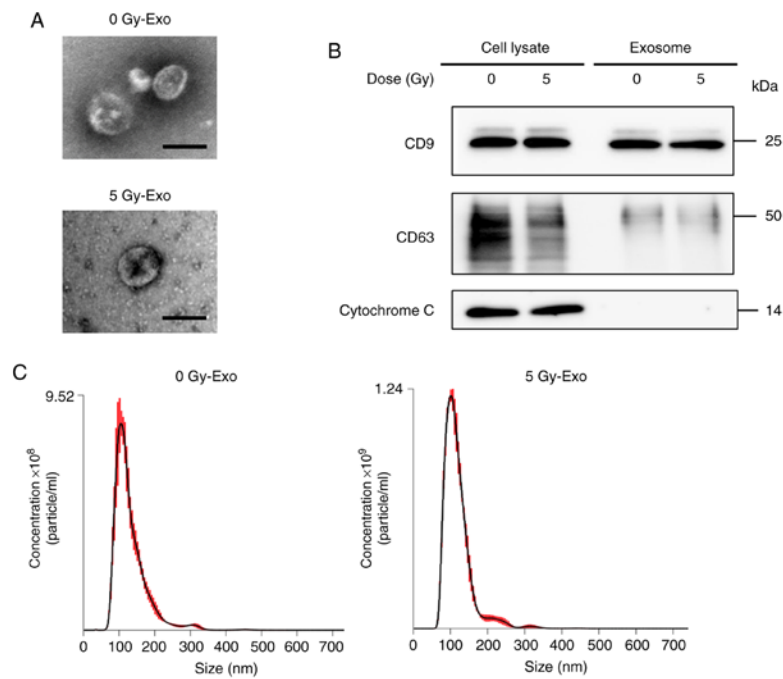 A
0 Gy-Exo
5 Gy-Exo
B
Cell lysate Exosome
Dose (Gy) 0 5 0 5 kDa
CD9 25
CD63 50
Cytochrome C 14
C
0 Gy-Exo
9.52
Concentration ×10⁸
(particle/ml)
0 100 200 300 400 500 600 700
Size (nm)
5 Gy-Exo
1.24
Concentration ×10⁹
(particle/ml)
0 100 200 300 400 500 600 700
Size (nm)